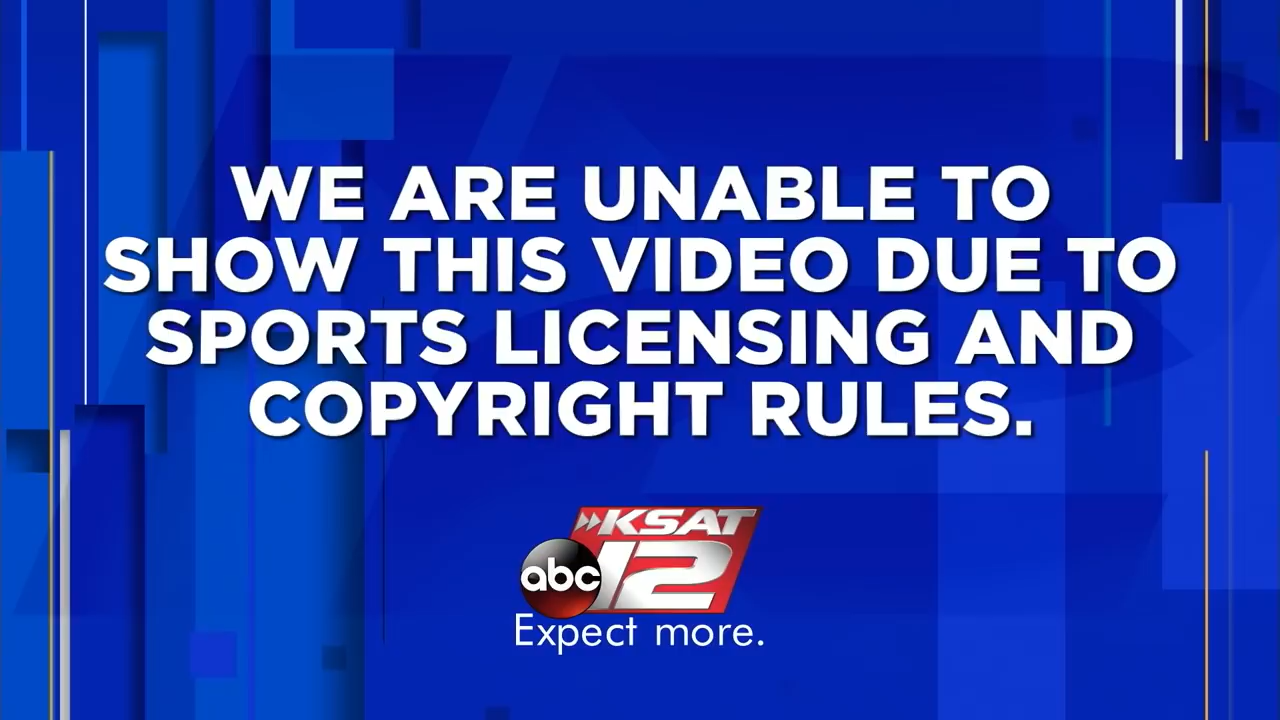 WE ARE UNABLE TO
SHOW THIS VIDEO DUE TO
SPORTS LICENSING AND
COPYRIGHT RULES.
KSAT
abc 12
Expect more.